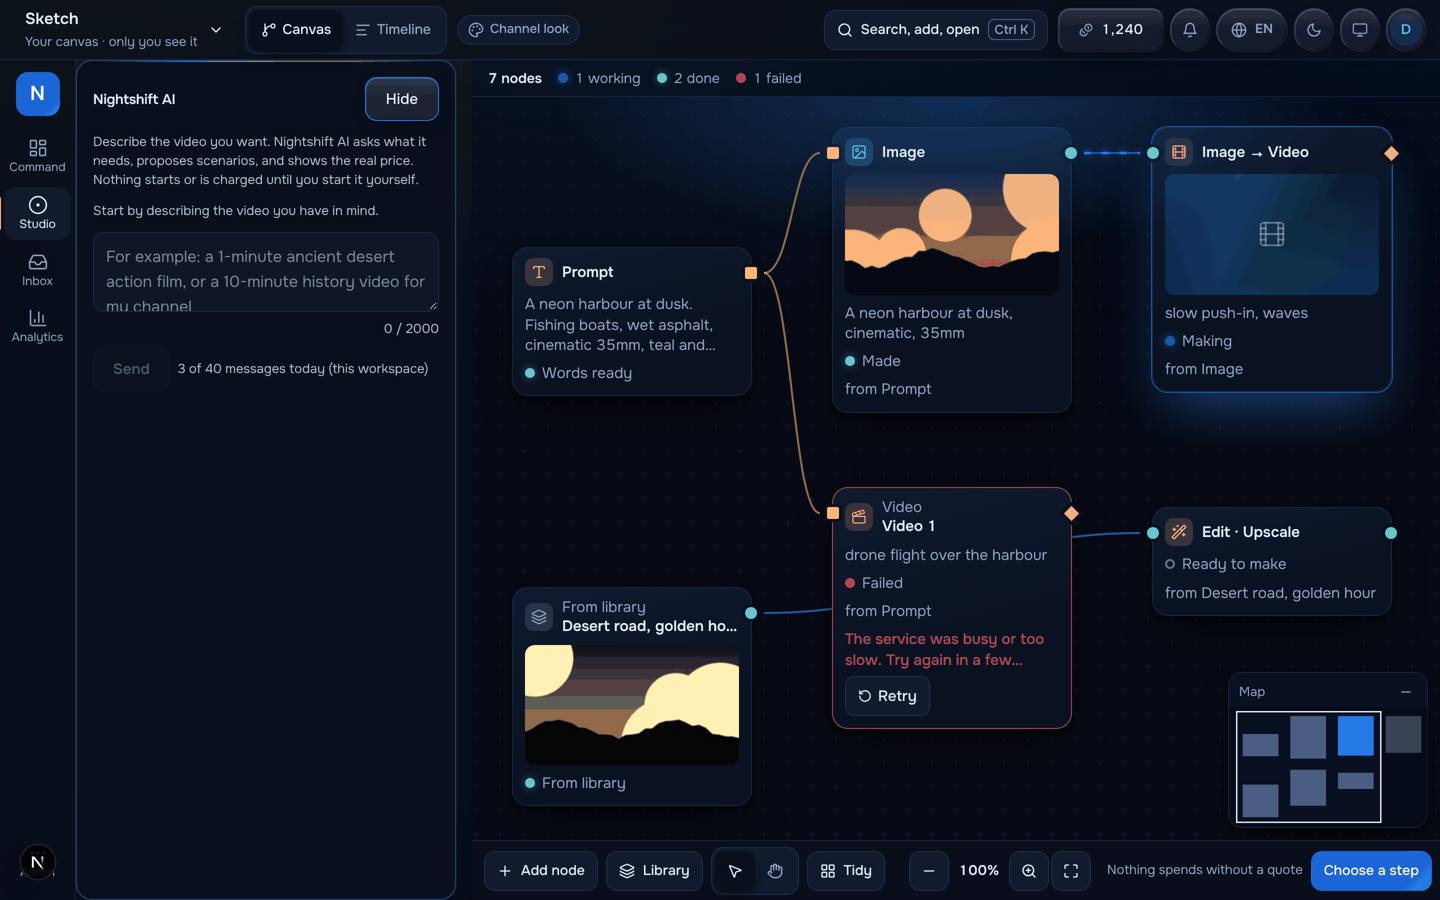 Sketch
Your canvas · only you see it
Canvas
Timeline
Channel look
Search, add, open
Ctrl K
1,240
EN
D
N
Command
Studio
Inbox
Analytics
N
Nightshift AI
Hide
Describe the video you want. Nightshift AI asks what it
needs, proposes scenarios, and shows the real price.
Nothing starts or is charged until you start it yourself.
Start by describing the video you have in mind.
For example: a 1-minute ancient desert
action film, or a 10-minute history video for
my channel
0 / 2000
Send
3 of 40 messages today (this workspace)
7 nodes
1 working
2 done
1 failed
Prompt
A neon harbour at dusk.
Fishing boats, wet asphalt,
cinematic 35mm, teal and...
Words ready
Image
A neon harbour at dusk,
cinematic, 35mm
Made
from Prompt
Image → Video
slow push-in, waves
Making
from Image
From library
Desert road, golden ho...
From library
Video
Video 1
drone flight over the harbour
Failed
from Prompt
The service was busy or too
slow. Try again in a few...
Retry
Edit · Upscale
Ready to make
from Desert road, golden hour
Map
Add node
Library
Tidy
100%
Nothing spends without a quote
Choose a step